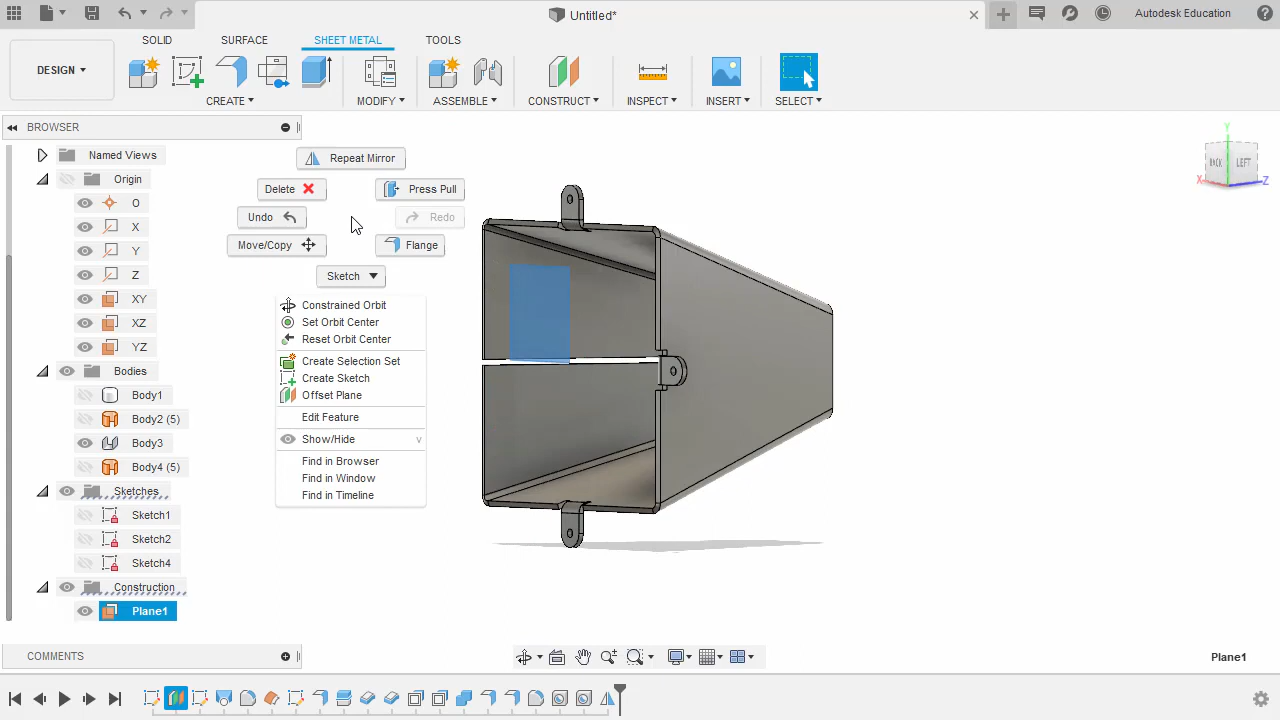 Untitled*
Autodesk Education
DESIGN
SOLID
SURFACE
SHEET METAL
TOOLS
CREATE
MODIFY
ASSEMBLE
CONSTRUCT
INSPECT
INSERT
SELECT
BROWSER
Named Views
Origin
O
X
Y
Z
XY
XZ
YZ
Bodies
Body1
Body2 (5)
Body3
Body4 (5)
Sketches
Sketch1
Sketch2
Sketch4
Construction
Plane1
Repeat Mirror
Delete
Press Pull
Undo
Redo
Move/Copy
Flange
Sketch
Constrained Orbit
Set Orbit Center
Reset Orbit Center
Create Selection Set
Create Sketch
Offset Plane
Edit Feature
Show/Hide
V
Find in Browser
Find in Window
Find in Timeline
Y
BACK
LEFT
X
Z
COMMENTS
Plane1